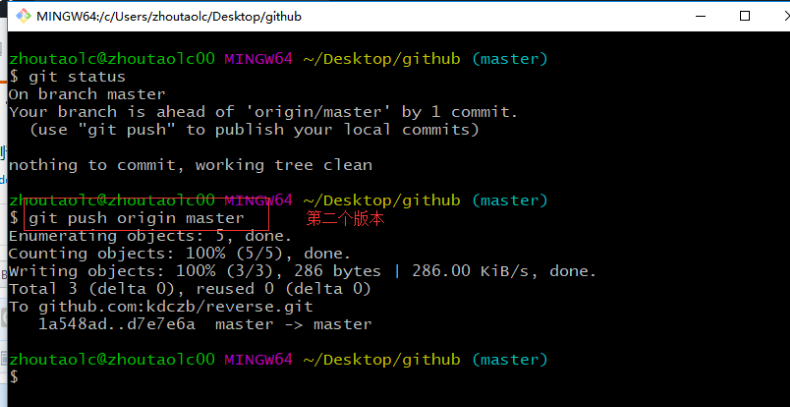 MINGW64:/c/Users/zhoutaolc/Desktop/github
zhoutaolc@zhoutaolc00 MINGW64 ~/Desktop/github (master)
$ git status
On branch master
Your branch is ahead of 'origin/master' by 1 commit.
  (use "git push" to publish your local commits)
nothing to commit, working tree clean
zhoutaolc@zhoutaolc00 MINGW64 ~/Desktop/github (master)
$ git push origin master 第二个版本
Enumerating objects: 5, done.
Counting objects: 100% (5/5), done.
Writing objects: 100% (3/3), 286 bytes | 286.00 KiB/s, done.
Total 3 (delta 0), reused 0 (delta 0)
To github.com:kdczb/reverse.git
   1a548ad..d7e7e6a  master -> master
zhoutaolc@zhoutaolc00 MINGW64 ~/Desktop/github (master)
$